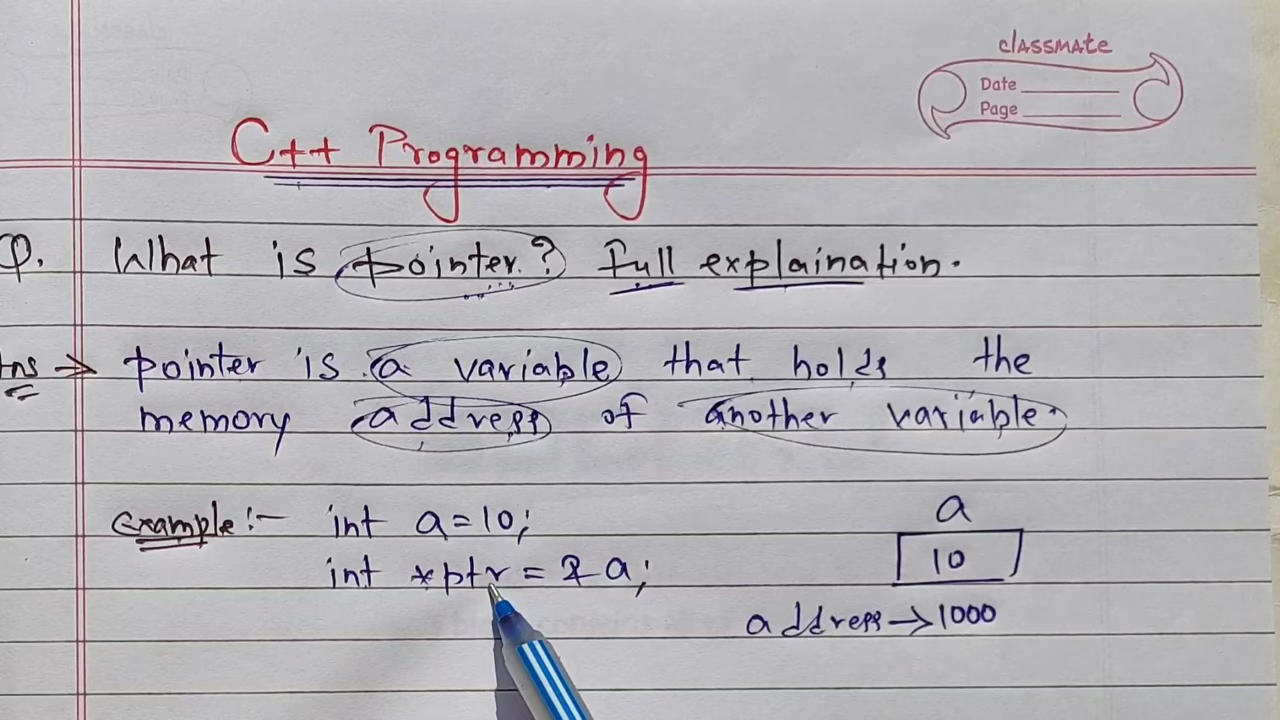 classmate
Date
Page
C++ Programming
Q. What is pointer? Full explaination.
Ans → pointer is a variable that holds the
memory address of another variable.
Example:- int a=10;
int *ptr = & a;
a
10
address → 1000